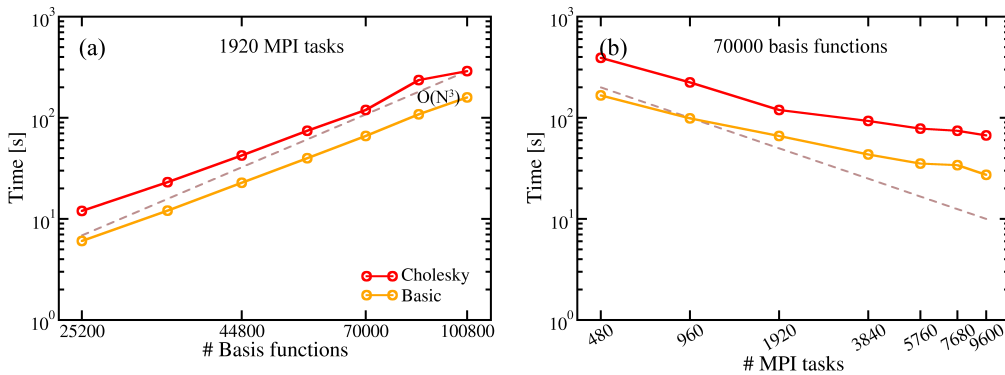 (a)
1920 MPI tasks
O(N³)
Cholesky
Basic
10³
10²
10¹
10⁰
Time [s]
25200
44800
70000
100800
# Basis functions
(b)
70000 basis functions
10³
10²
10¹
10⁰
Time [s]
480
960
1920
3840
5760
7680
9600
# MPI tasks